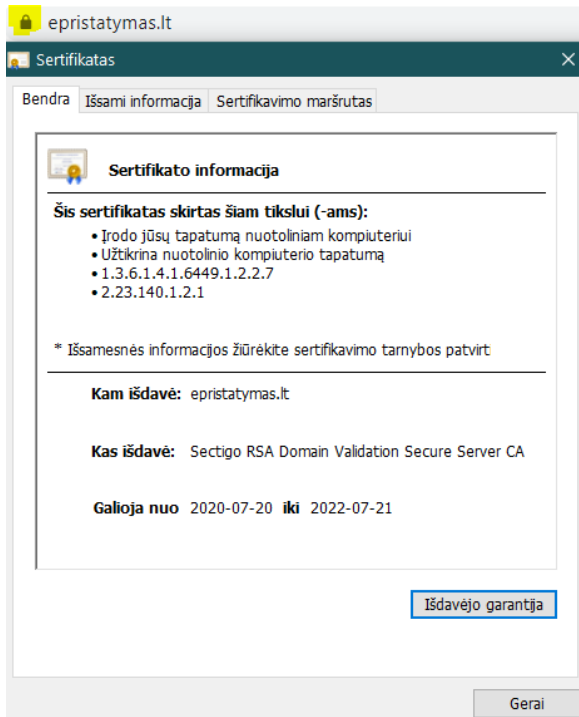 epristatymas.lt
Sertifikatas
Bendra Išsami informacija Sertifikavimo maršrutas
Sertifikato informacija
Šis sertifikatas skirtas šiam tikslui (-ams):
• Įrodo jūsų tapatumą nuotoliniam kompiuteriui
• Užtikrina nuotolinio kompiuterio tapatumą
• 1.3.6.1.4.1.6449.1.2.2.7
• 2.23.140.1.2.1
* Išsamesnės informacijos žiūrėkite sertifikavimo tarnybos patvirti
Kam išdavė: epristatymas.lt
Kas išdavė: Sectigo RSA Domain Validation Secure Server CA
Galioja nuo 2020-07-20 iki 2022-07-21
Išdavėjo garantija
Gerai